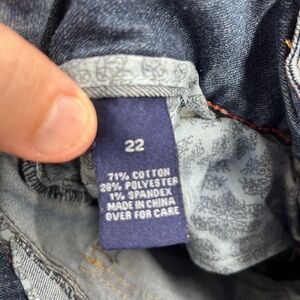 22
71% COTTON
28% POLYESTER
1% SPANDEX
MADE IN CHINA
OVER FOR CARE